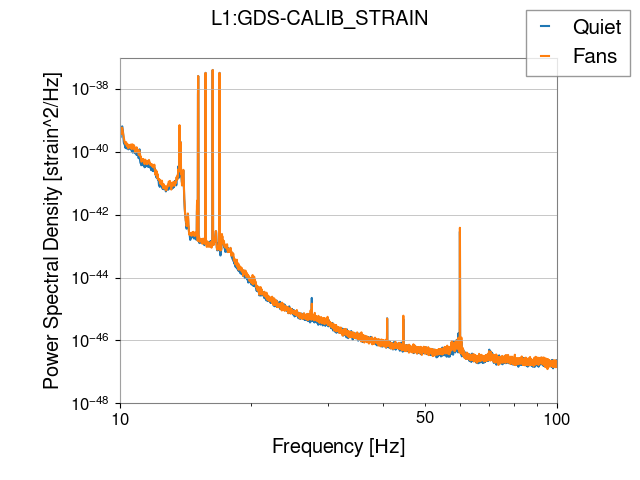 L1:GDS-CALIB_STRAIN
Quiet
Fans
Power Spectral Density [strain^2/Hz]
10⁻³⁸
10⁻⁴⁰
10⁻⁴²
10⁻⁴⁴
10⁻⁴⁶
10⁻⁴⁸
10
50
100
Frequency [Hz]